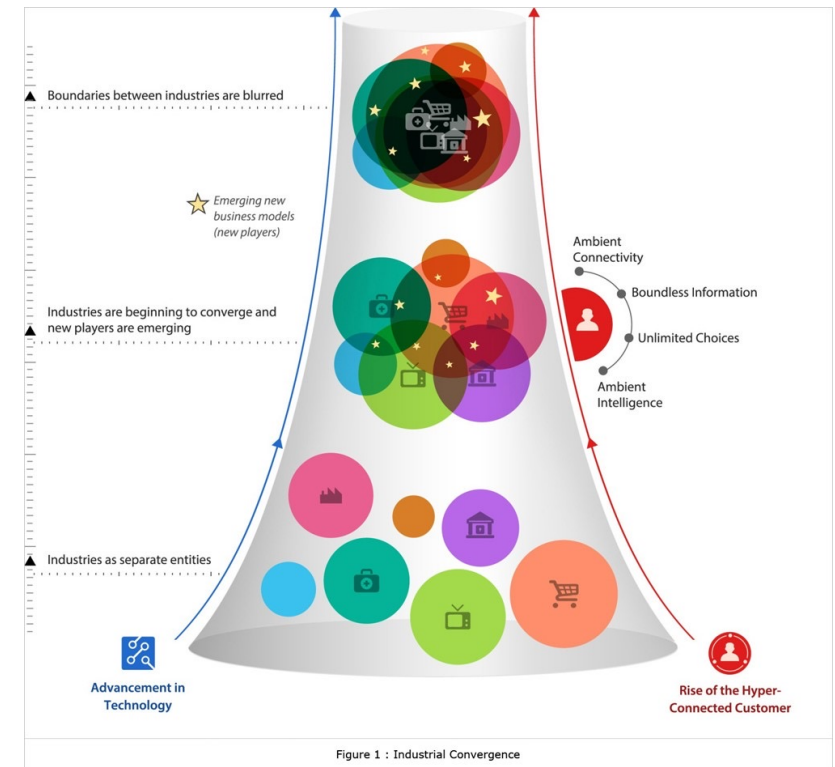 Boundaries between industries are blurred
Emerging new
business models
(new players)
Ambient
Connectivity
Boundless Information
Unlimited Choices
Ambient
Intelligence
Industries are beginning to converge and
new players are emerging
Industries as separate entities
Advancement in
Technology
Rise of the Hyper-
Connected Customer
Figure 1 : Industrial Convergence